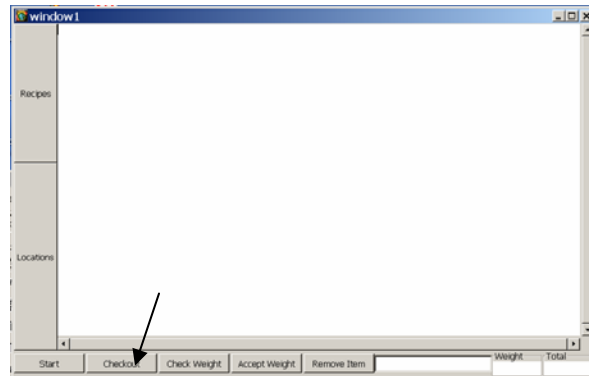 window1
Recipes
Locations
Start Checkout Check Weight Accept Weight Remove Item Weight Total